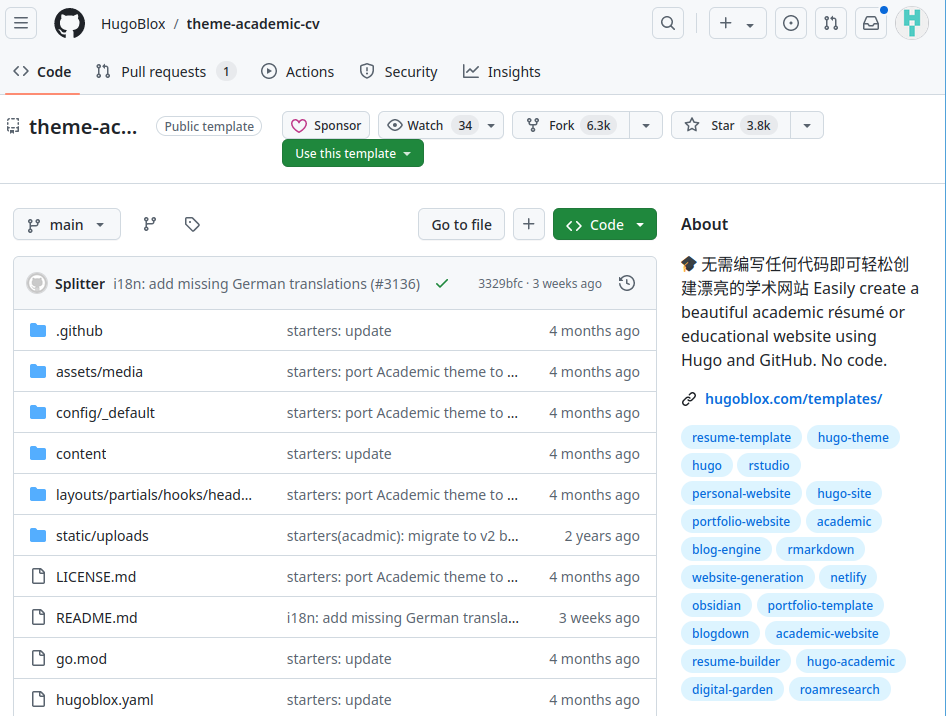 HugoBlox / theme-academic-cv
Code Pull requests 1 Actions Security Insights
theme-ac... Public template Sponsor Watch 34 Fork 6.3k Star 3.8k
Use this template
main Go to file Code
About
Splitter i18n: add missing German translations (#3136) 3329bfc · 3 weeks ago
.github starters: update 4 months ago
assets/media starters: port Academic theme to ... 4 months ago
config/_default starters: port Academic theme to ... 4 months ago
content starters: update 4 months ago
layouts/partials/hooks/head... starters: port Academic theme to ... 4 months ago
static/uploads starters(acadmic): migrate to v2 b... 2 years ago
LICENSE.md starters: port Academic theme to ... 4 months ago
README.md i18n: add missing German transla... 3 weeks ago
go.mod starters: update 4 months ago
hugoblox.yaml starters: update 4 months ago
🎓 无需编写任何代码即可轻松创
建漂亮的学术网站 Easily create a
beautiful academic résumé or
educational website using
Hugo and GitHub. No code.
hugoblox.com/templates/
resume-template hugo-theme
hugo rstudio
personal-website hugo-site
portfolio-website academic
blog-engine rmarkdown
website-generation netlify
obsidian portfolio-template
blogdown academic-website
resume-builder hugo-academic
digital-garden roamresearch